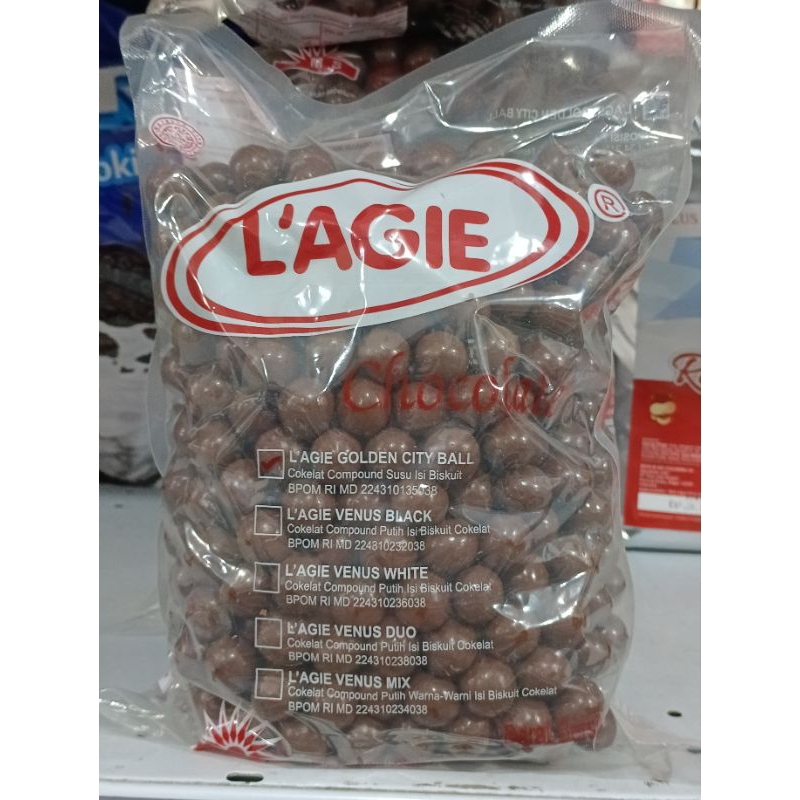 L'AGIE
®
Chocolate
L'AGIE GOLDEN CITY BALL
Cokelat Compound Susu Isi Biskuit
BPOM RI MD 224310135038
L'AGIE VENUS BLACK
Cokelat Compound Putih Isi Biskuit Cokelat
BPOM RI MD 224810232038
L'AGIE VENUS WHITE
Cokelat Compound Putih Isi Biskuit Cokelat
BPOM RI MD 224310236038
L'AGIE VENUS DUO
Cokelat Compound Putih Isi Biskuit Cokelat
BPOM RI MD 224310238038
L'AGIE VENUS MIX
Cokelat Compound Putih Warna-Warni Isi Biskuit Cokelat
BPOM RI MD 224310234038